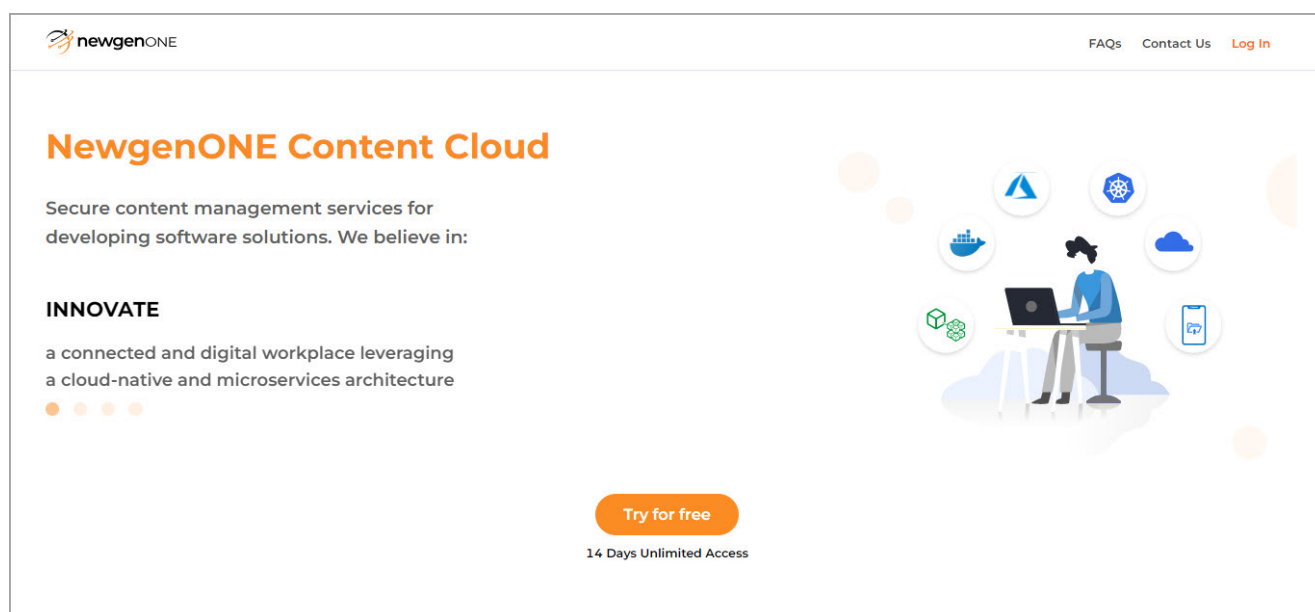 newgenONE
FAQs Contact Us Log In
NewgenONE Content Cloud
Secure content management services for
developing software solutions. We believe in:
INNOVATE
a connected and digital workplace leveraging
a cloud-native and microservices architecture
Try for free
14 Days Unlimited Access